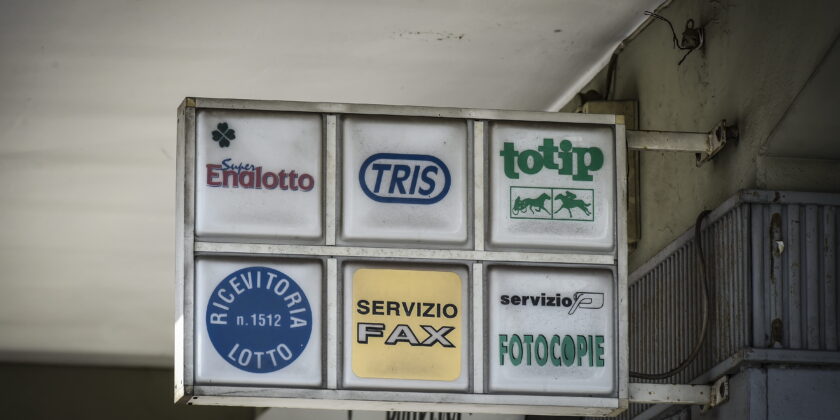 Super
Enalotto
TRIS
totip
RICEVITORIA
n. 1512
LOTTO
SERVIZIO
FAX
servizio P
FOTOCOPIE